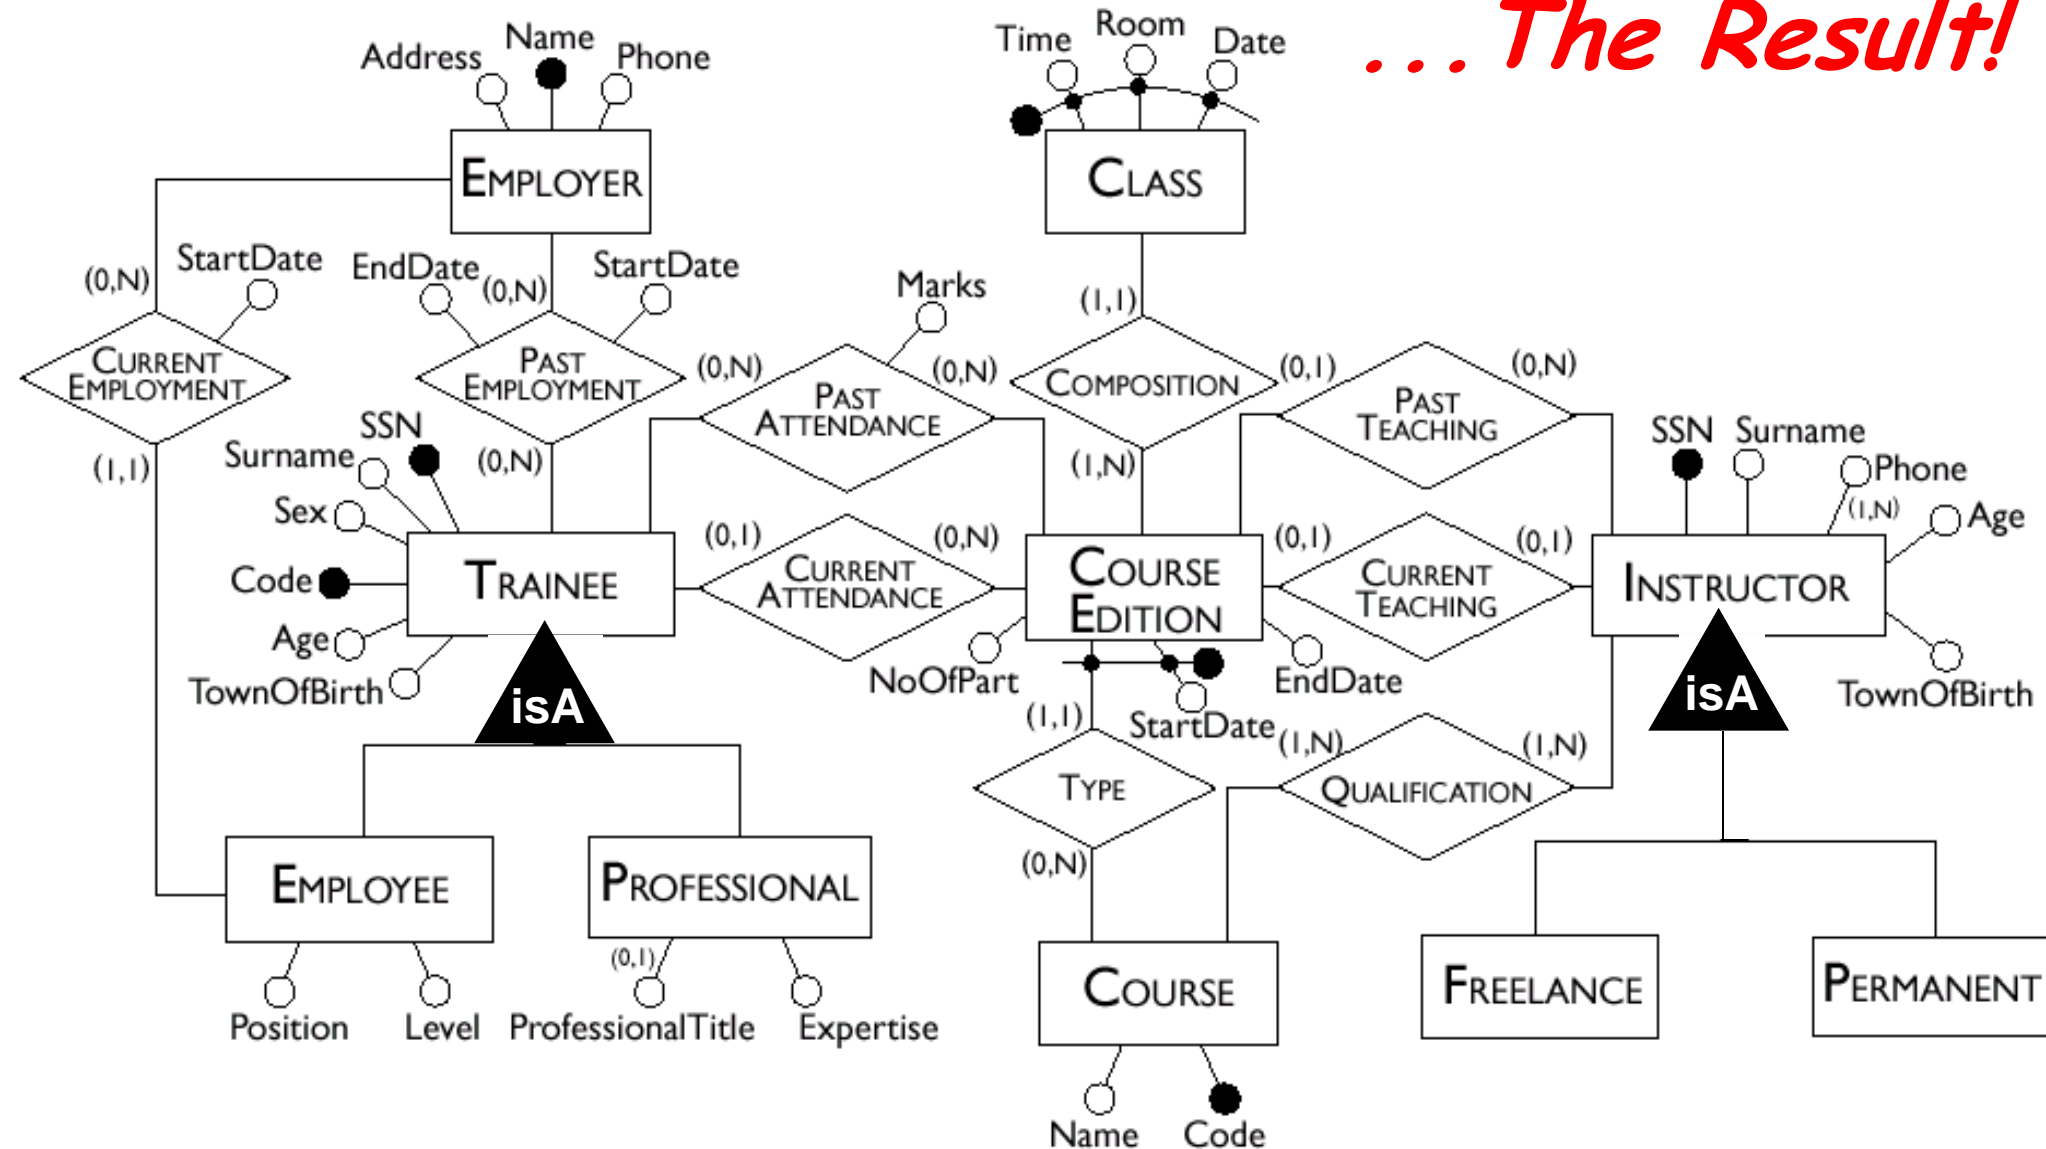 ...The Result!
Address
Name
Phone
Time
Room
Date
EMPLOYER
CLASS
(0,N)
StartDate
EndDate
(0,N)
StartDate
Marks
(1,1)
CURRENT
EMPLOYMENT
PAST
EMPLOYMENT
(0,N)
PAST
ATTENDANCE
(0,N)
COMPOSITION
(0,1)
PAST
TEACHING
(0,N)
(1,1)
Surname
SSN
(0,N)
(1,N)
SSN
Surname
Phone
(1,N)
Age
Sex
Code
Age
TownOfBirth
TRAINEE
(0,1)
CURRENT
ATTENDANCE
(0,N)
COURSE
EDITION
(0,1)
CURRENT
TEACHING
(0,1)
INSTRUCTOR
TownOfBirth
isA
NoOfPart
StartDate
EndDate
isA
(1,1)
TYPE
(0,N)
(1,N)
QUALIFICATION
(1,N)
EMPLOYEE
PROFESSIONAL
Position
Level
(0,1)
ProfessionalTitle
Expertise
COURSE
FREELANCE
PERMANENT
Name
Code